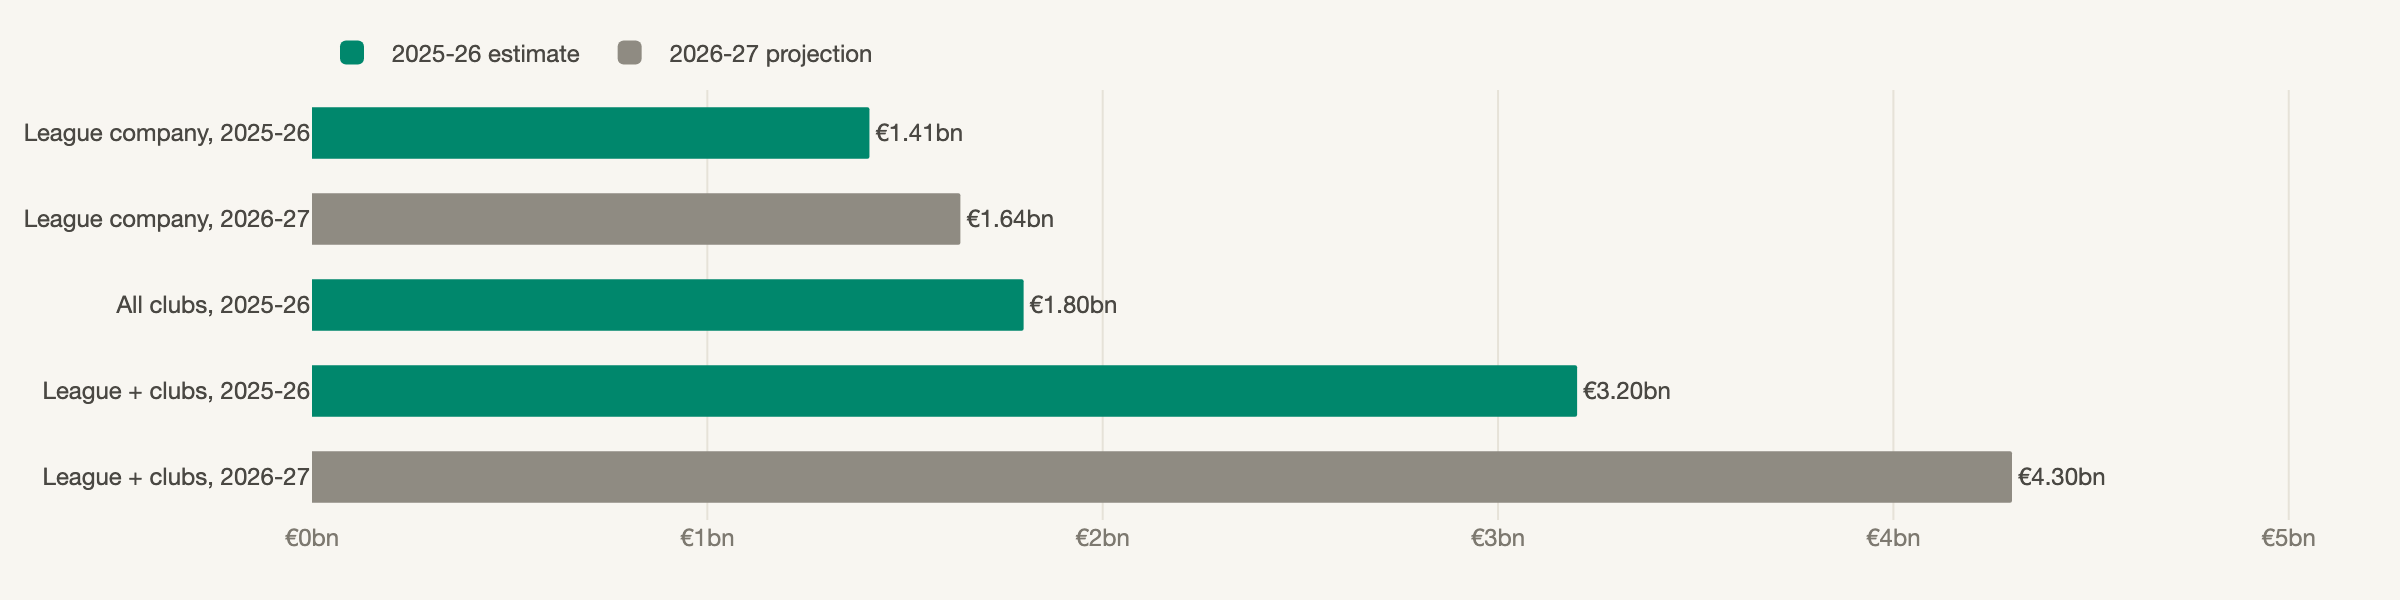 2025-26 estimate 2026-27 projection
League company, 2025-26 €1.41bn
League company, 2026-27 €1.64bn
All clubs, 2025-26 €1.80bn
League + clubs, 2025-26 €3.20bn
League + clubs, 2026-27 €4.30bn
€0bn €1bn €2bn €3bn €4bn €5bn